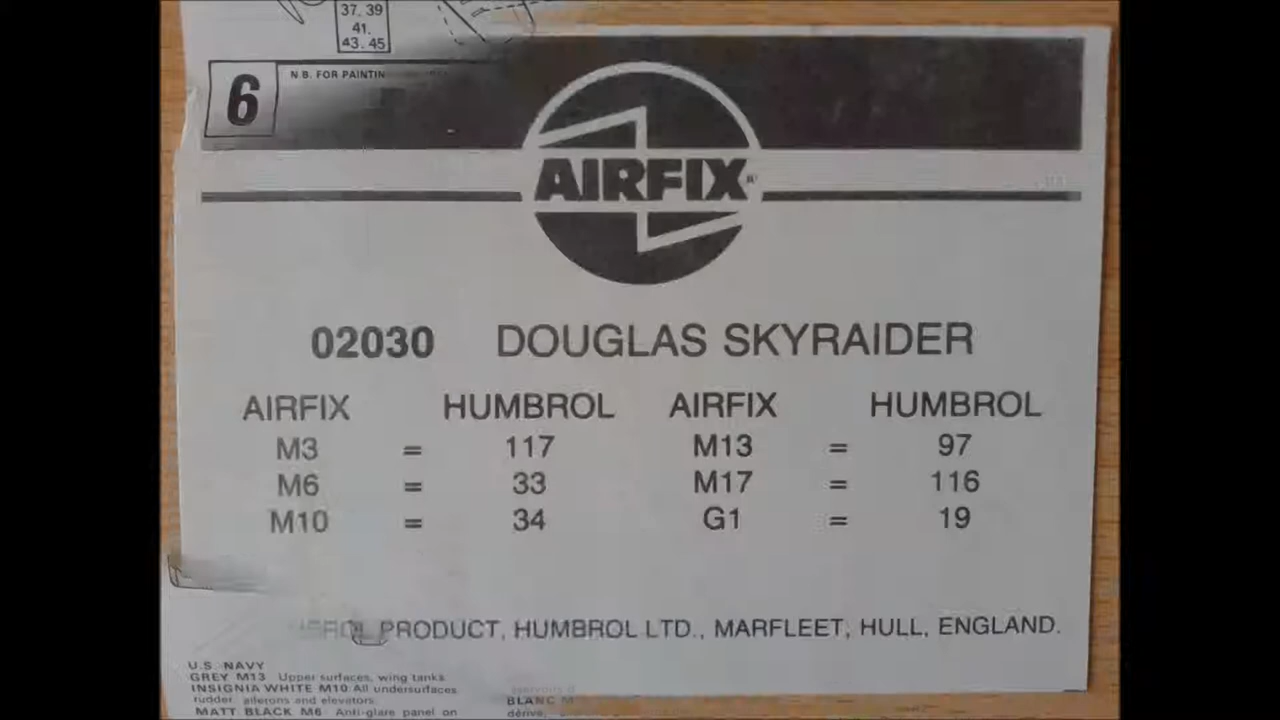 37. 39
41.
43. 45
6
N.B. FOR PAINTIN
AIRFIX®
02030 DOUGLAS SKYRAIDER
AIRFIX HUMBROL AIRFIX HUMBROL
M3 = 117 M13 = 97
M6 = 33 M17 = 116
M10 = 34 G1 = 19
PRODUCT, HUMBROL LTD., MARFLEET, HULL, ENGLAND.
U.S. NAVY
GREY M13 Upper surfaces, wing tanks
INSIGNIA WHITE M10 All undersurfaces
rudder, ailerons and elevators.
MATT BLACK M6 Anti-glare panel on
BLANC M
dérive,